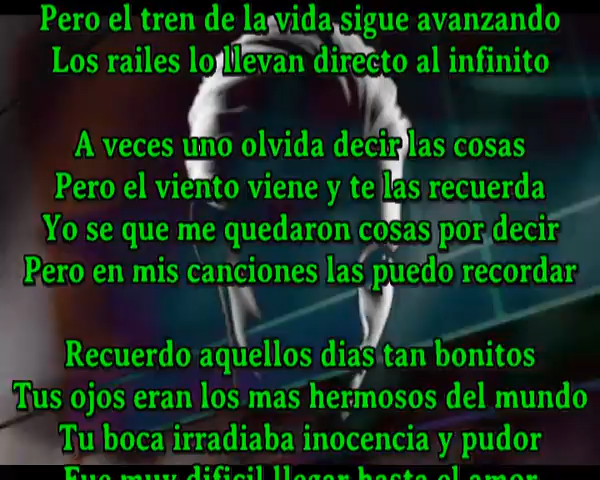 Pero el tren de la vida sigue avanzando
Los railes lo llevan directo al infinito
A veces uno olvida decir las cosas
Pero el viento viene y te las recuerda
Yo se que me quedaron cosas por decir
Pero en mis canciones las puedo recordar
Recuerdo aquellos dias tan bonitos
Tus ojos eran los mas hermosos del mundo
Tu boca irradiaba inocencia y pudor
Fue muy dificil llegar hasta el amor